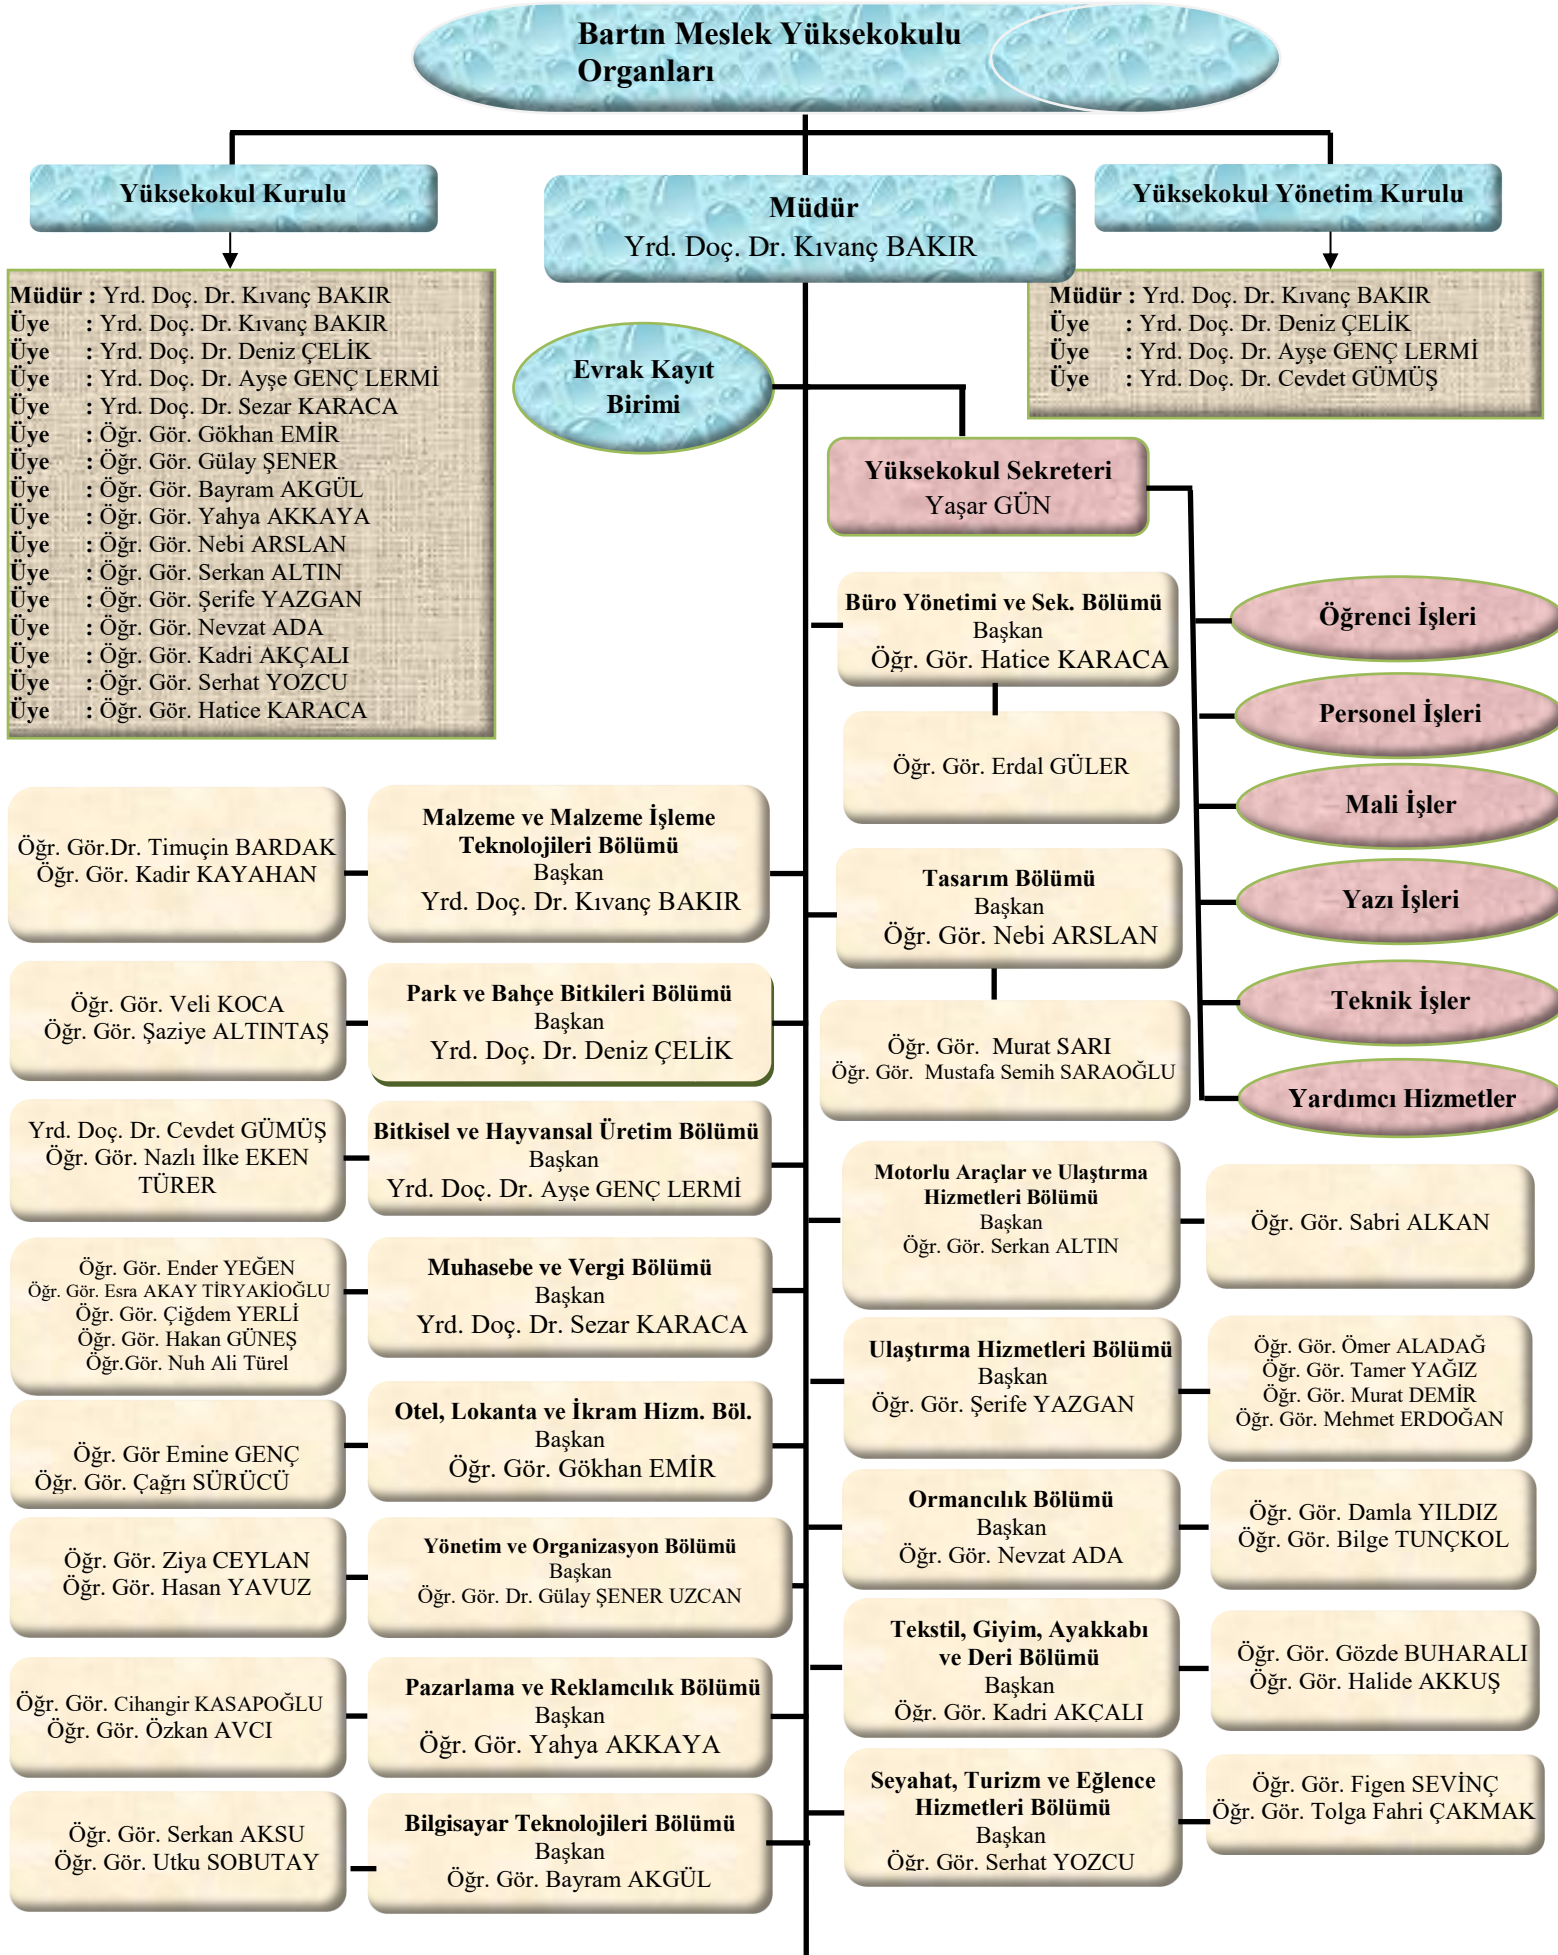 Bartın Meslek Yüksekokulu
Organları
Yüksekokul Kurulu
Müdür
Yrd. Doç. Dr. Kıvanç BAKIR
Yüksekokul Yönetim Kurulu
Müdür : Yrd. Doç. Dr. Kıvanç BAKIR
Üye : Yrd. Doç. Dr. Kıvanç BAKIR
Üye : Yrd. Doç. Dr. Deniz ÇELİK
Üye : Yrd. Doç. Dr. Ayşe GENÇ LERMİ
Üye : Yrd. Doç. Dr. Sezar KARACA
Üye : Öğr. Gör. Gökhan EMİR
Üye : Öğr. Gör. Gülay ŞENER
Üye : Öğr. Gör. Bayram AKGÜL
Üye : Öğr. Gör. Yahya AKKAYA
Üye : Öğr. Gör. Nebi ARSLAN
Üye : Öğr. Gör. Serkan ALTIN
Üye : Öğr. Gör. Şerife YAZGAN
Üye : Öğr. Gör. Nevzat ADA
Üye : Öğr. Gör. Kadri AKÇALI
Üye : Öğr. Gör. Serhat YOZCU
Üye : Öğr. Gör. Hatice KARACA
Müdür : Yrd. Doç. Dr. Kıvanç BAKIR
Üye : Yrd. Doç. Dr. Deniz ÇELİK
Üye : Yrd. Doç. Dr. Ayşe GENÇ LERMİ
Üye : Yrd. Doç. Dr. Cevdet GÜMÜŞ
Evrak Kayıt
Birimi
Yüksekokul Sekreteri
Yaşar GÜN
Öğrenci İşleri
Personel İşleri
Mali İşler
Yazı İşleri
Teknik İşler
Yardımcı Hizmetler
Büro Yönetimi ve Sek. Bölümü
Başkan
Öğr. Gör. Hatice KARACA
Öğr. Gör. Erdal GÜLER
Tasarım Bölümü
Başkan
Öğr. Gör. Nebi ARSLAN
Öğr. Gör. Murat SARI
Öğr. Gör. Mustafa Semih SARAOĞLU
Öğr. Gör.Dr. Timuçin BARDAK
Öğr. Gör. Kadir KAYAHAN
Malzeme ve Malzeme İşleme
Teknolojileri Bölümü
Başkan
Yrd. Doç. Dr. Kıvanç BAKIR
Öğr. Gör. Veli KOCA
Öğr. Gör. Şaziye ALTINTAŞ
Park ve Bahçe Bitkileri Bölümü
Başkan
Yrd. Doç. Dr. Deniz ÇELİK
Yrd. Doç. Dr. Cevdet GÜMÜŞ
Öğr. Gör. Nazlı İlke EKEN
TÜRER
Bitkisel ve Hayvansal Üretim Bölümü
Başkan
Yrd. Doç. Dr. Ayşe GENÇ LERMİ
Motorlu Araçlar ve Ulaştırma
Hizmetleri Bölümü
Başkan
Öğr. Gör. Serkan ALTIN
Öğr. Gör. Sabri ALKAN
Öğr. Gör. Ender YEĞEN
Öğr. Gör. Esra AKAY TİRYAKİOĞLU
Öğr. Gör. Çiğdem YERLİ
Öğr. Gör. Hakan GÜNEŞ
Öğr.Gör. Nuh Ali Türel
Muhasebe ve Vergi Bölümü
Başkan
Yrd. Doç. Dr. Sezar KARACA
Ulaştırma Hizmetleri Bölümü
Başkan
Öğr. Gör. Şerife YAZGAN
Öğr. Gör. Ömer ALADAĞ
Öğr. Gör. Tamer YAĞIZ
Öğr. Gör. Murat DEMİR
Öğr. Gör. Mehmet ERDOĞAN
Öğr. Gör Emine GENÇ
Öğr. Gör. Çağrı SÜRÜCÜ
Otel, Lokanta ve İkram Hizm. Böl.
Başkan
Öğr. Gör. Gökhan EMİR
Ormancılık Bölümü
Başkan
Öğr. Gör. Nevzat ADA
Öğr. Gör. Damla YILDIZ
Öğr. Gör. Bilge TUNÇKOL
Öğr. Gör. Ziya CEYLAN
Öğr. Gör. Hasan YAVUZ
Yönetim ve Organizasyon Bölümü
Başkan
Öğr. Gör. Dr. Gülay ŞENER UZCAN
Tekstil, Giyim, Ayakkabı
ve Deri Bölümü
Başkan
Öğr. Gör. Kadri AKÇALI
Öğr. Gör. Gözde BUHARALI
Öğr. Gör. Halide AKKUŞ
Öğr. Gör. Cihangir KASAPOĞLU
Öğr. Gör. Özkan AVCI
Pazarlama ve Reklamcılık Bölümü
Başkan
Öğr. Gör. Yahya AKKAYA
Seyahat, Turizm ve Eğlence
Hizmetleri Bölümü
Başkan
Öğr. Gör. Serhat YOZCU
Öğr. Gör. Figen SEVİNÇ
Öğr. Gör. Tolga Fahri ÇAKMAK
Öğr. Gör. Serkan AKSU
Öğr. Gör. Utku SOBUTAY
Bilgisayar Teknolojileri Bölümü
Başkan
Öğr. Gör. Bayram AKGÜL